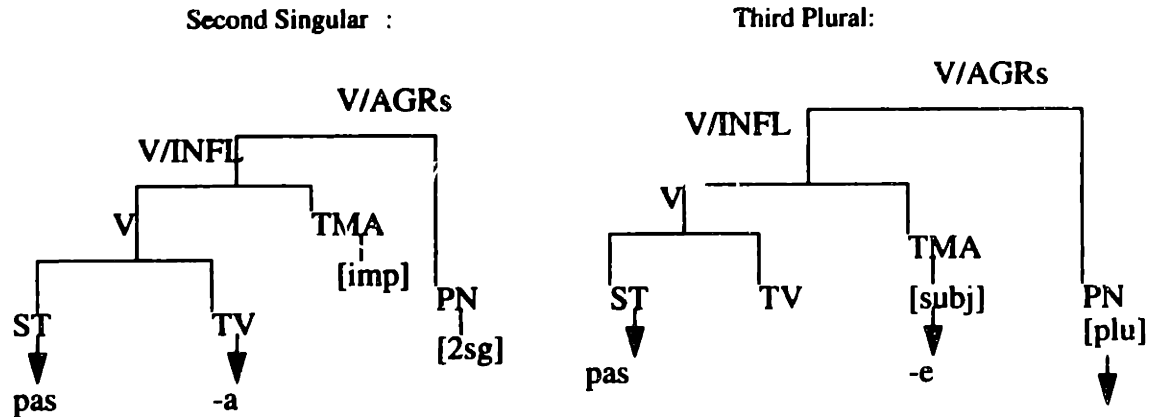 Second Singular :
V/AGRs
V/INFL
V
TMA
[imp]
ST
TV
PN
[2sg]
pas
-a
Third Plural:
V/AGRs
V/INFL
V
TMA
[subj]
ST
TV
PN
[plu]
pas
-e